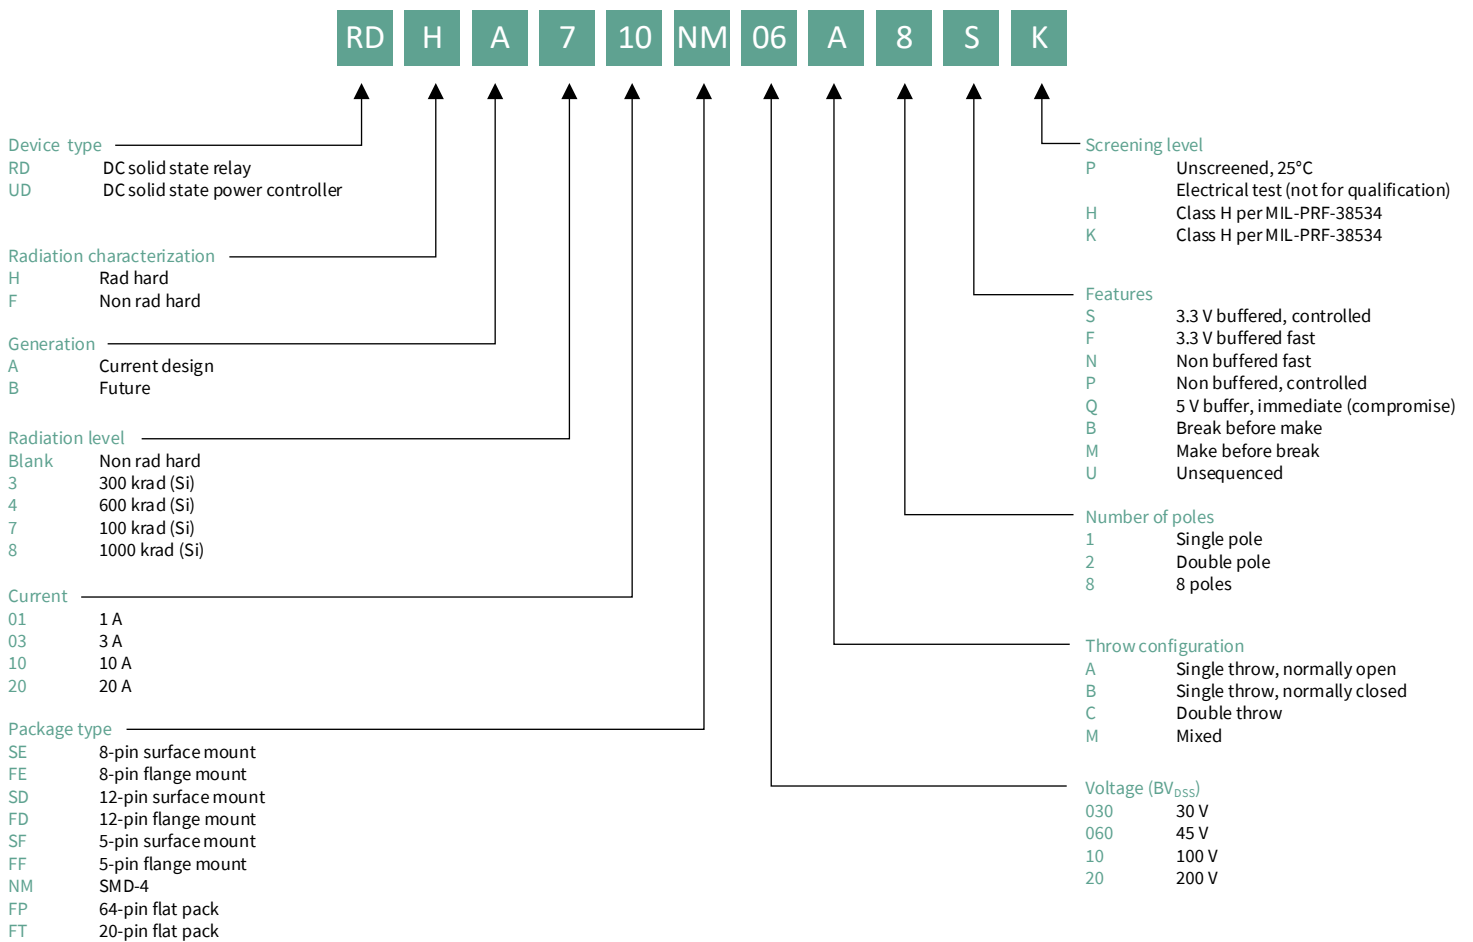 RD H A 7 10 NM 06 A 8 S K
Device type
RD DC solid state relay
UD DC solid state power controller
Radiation characterization
H Rad hard
F Non rad hard
Generation
A Current design
B Future
Radiation level
Blank Non rad hard
3 300 krad (Si)
4 600 krad (Si)
7 100 krad (Si)
8 1000 krad (Si)
Current
01 1 A
03 3 A
10 10 A
20 20 A
Package type
SE 8-pin surface mount
FE 8-pin flange mount
SD 12-pin surface mount
FD 12-pin flange mount
SF 5-pin surface mount
FF 5-pin flange mount
NM SMD-4
FP 64-pin flat pack
FT 20-pin flat pack
Screening level
P Unscreened, 25°C
Electrical test (not for qualification)
H Class H per MIL-PRF-38534
K Class H per MIL-PRF-38534
Features
S 3.3 V buffered, controlled
F 3.3 V buffered fast
N Non buffered fast
P Non buffered, controlled
Q 5 V buffer, immediate (compromise)
B Break before make
M Make before break
U Unsequenced
Number of poles
1 Single pole
2 Double pole
8 8 poles
Throw configuration
A Single throw, normally open
B Single throw, normally closed
C Double throw
M Mixed
Voltage (BVDSS)
030 30 V
060 45 V
10 100 V
20 200 V